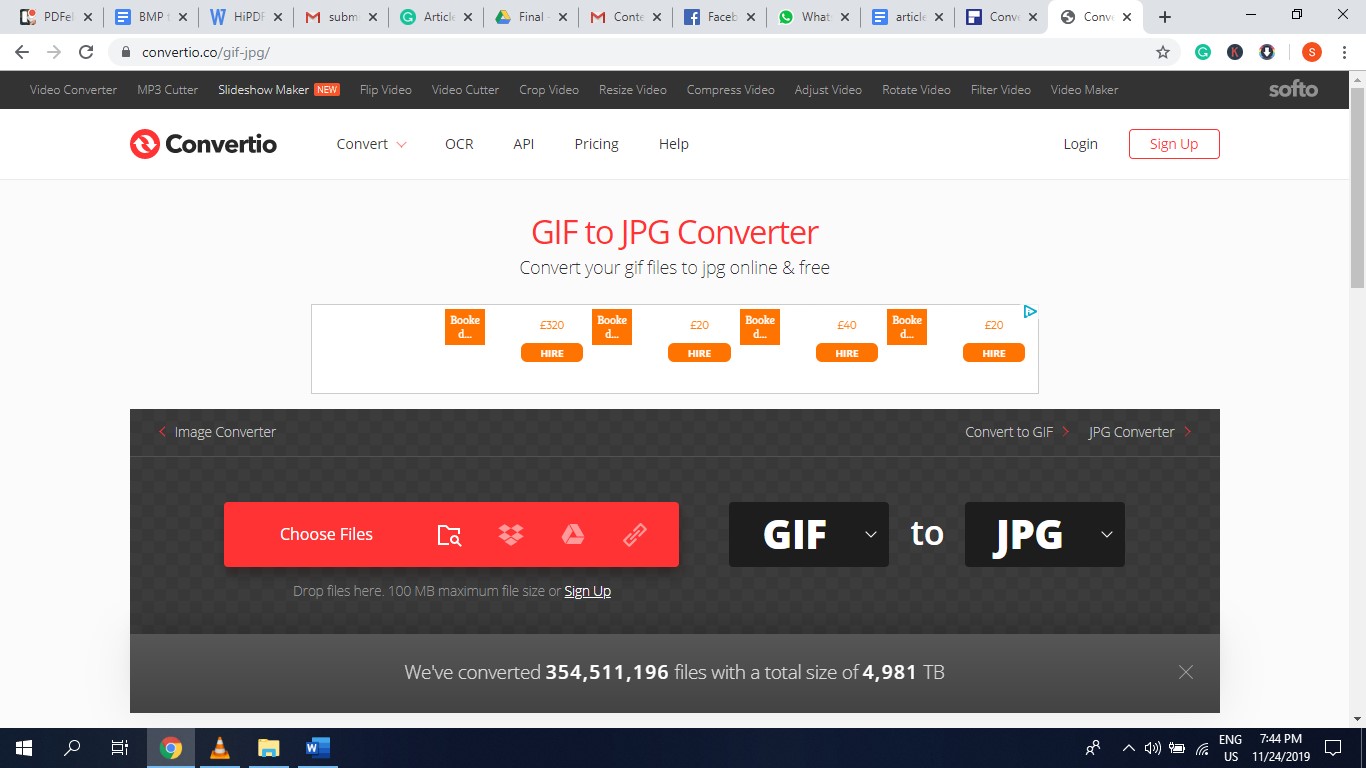 PDFel
BMP t
HiPDF
subm
Article
Final -
Conte
Faceb
What
article
Conve
Conve
convertio.co/gif-jpg/
S
Video Converter
MP3 Cutter
Slideshow Maker NEW
Flip Video
Video Cutter
Crop Video
Resize Video
Compress Video
Adjust Video
Rotate Video
Filter Video
Video Maker
softo
Convertio
Convert
OCR
API
Pricing
Help
Login
Sign Up
GIF to JPG Converter
Convert your gif files to jpg online & free
Booke
d...
£320
HIRE
Booke
d...
£20
HIRE
Booke
d...
£40
HIRE
Booke
d...
£20
HIRE
Image Converter
Convert to GIF
JPG Converter
Choose Files
GIF
to
JPG
Drop files here. 100 MB maximum file size or Sign Up
We've converted 354,511,196 files with a total size of 4,981 TB
ENG
US
7:44 PM
11/24/2019